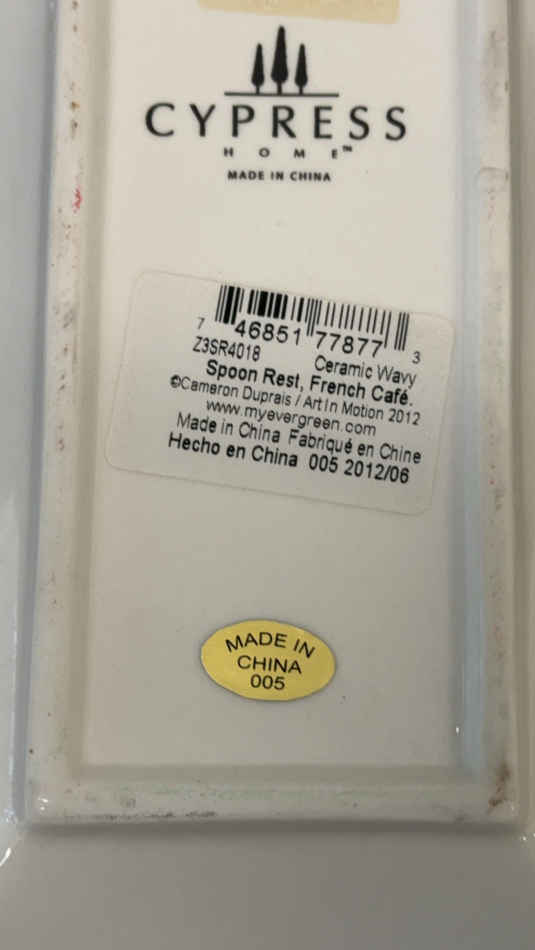 CYPRESS
HOME™
MADE IN CHINA
7 46851 77877 3
Z3SR4018 Ceramic Wavy
Spoon Rest, French Café.
©Cameron Duprais / Art In Motion 2012
www.myevergreen.com
Made in China Fabriqué en Chine
Hecho en China 005 2012/06
MADE IN
CHINA
005